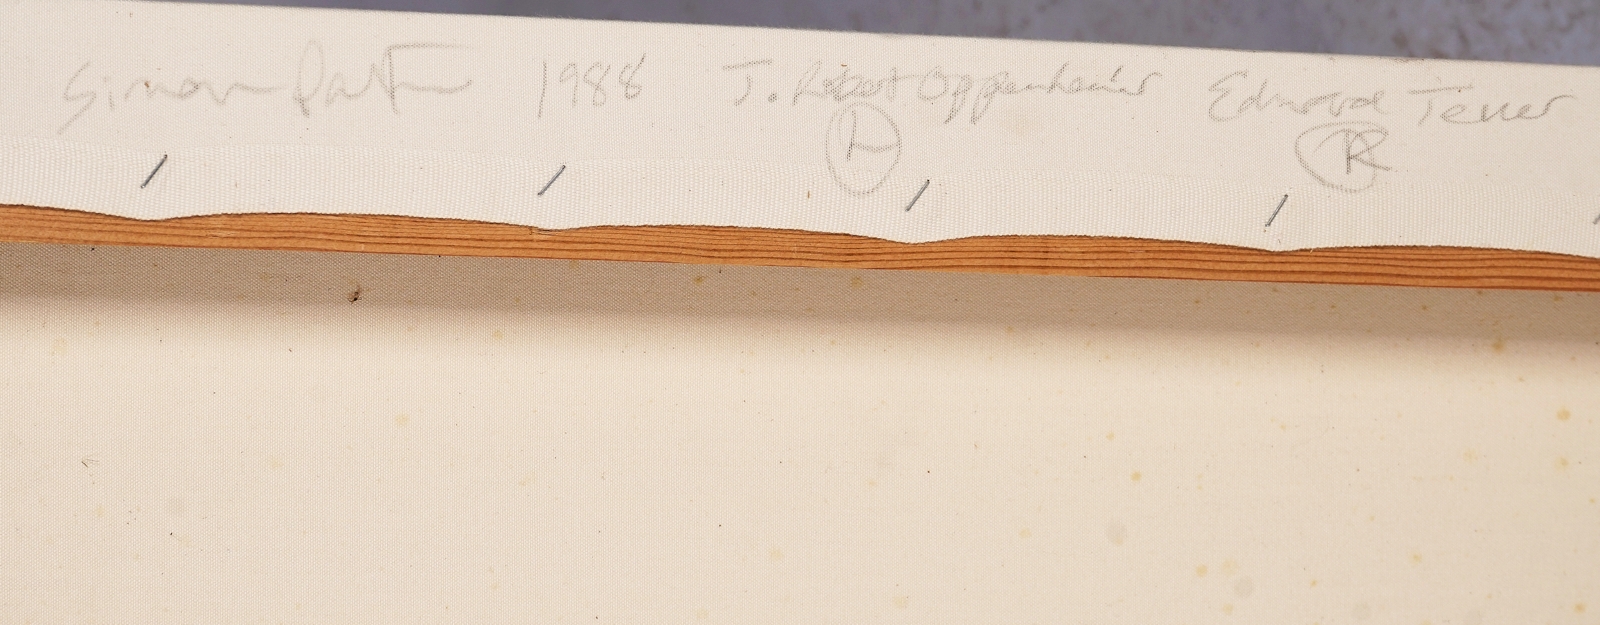 Simon Patterson 1988 J. Robert Oppenheimer Edward Teller
L R